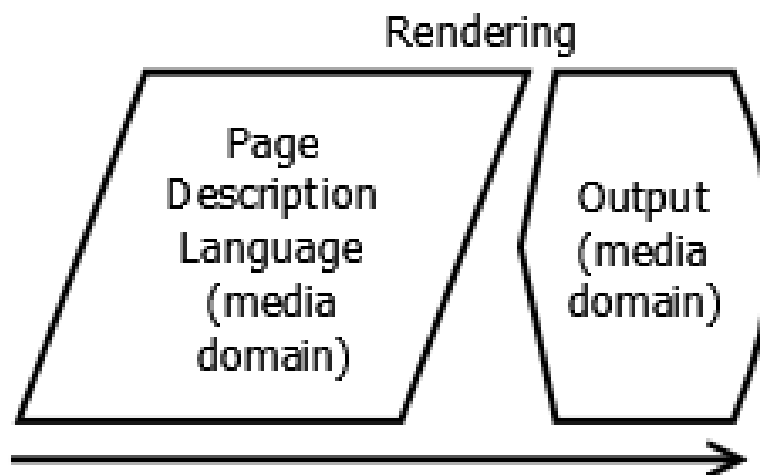 Rendering
Page
Description
Language
(media
domain)
Output
(media
domain)